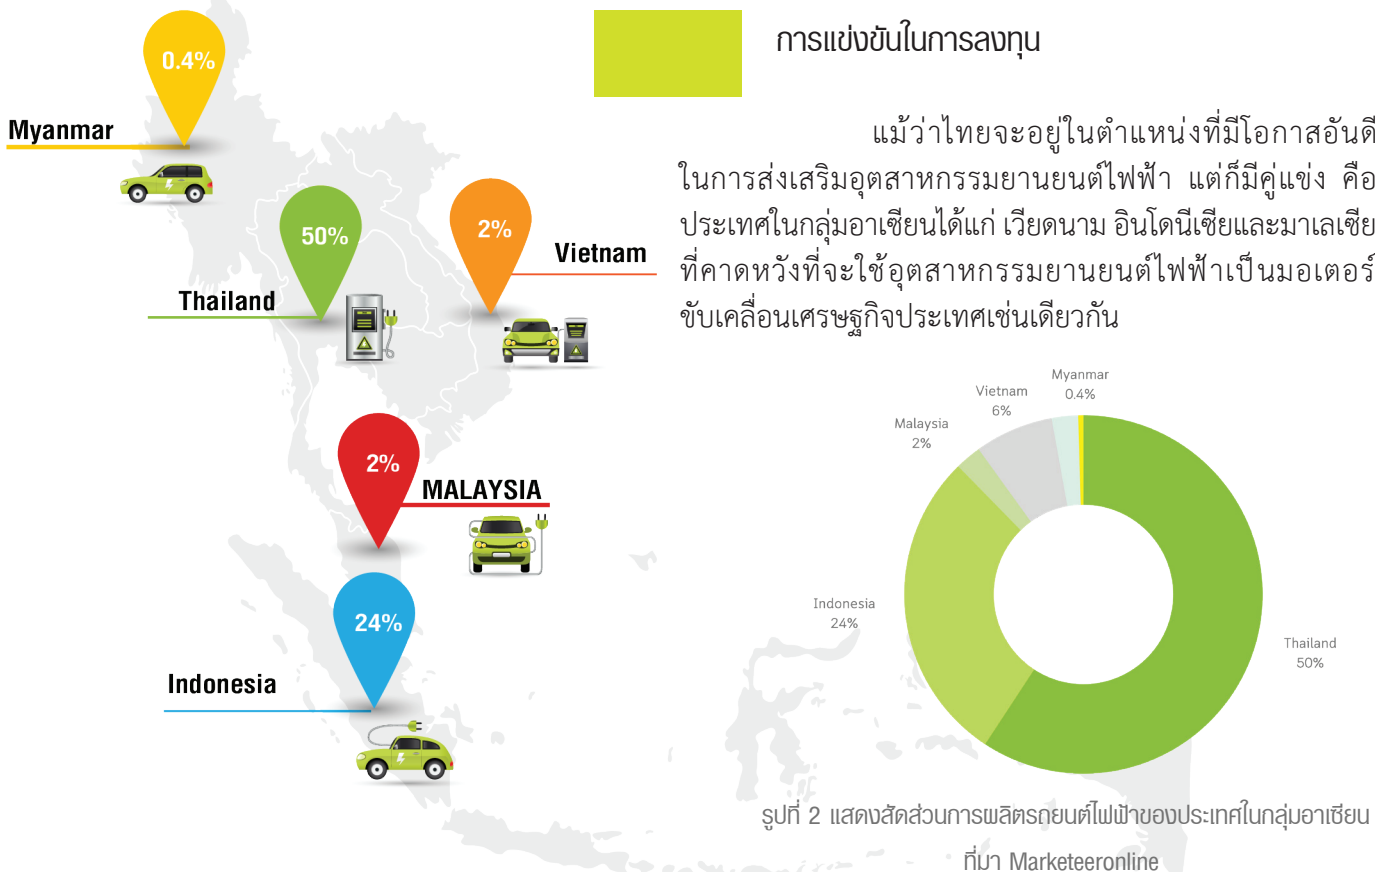 0.4%
Myanmar
50%
Thailand
2%
Vietnam
2%
MALAYSIA
24%
Indonesia
การแข่งขันในการลงทุน
แม้ว่าไทยจะอยู่ในตำแหน่งที่มีโอกาสอันดี
ในการส่งเสริมอุตสาหกรรมยานยนต์ไฟฟ้า แต่ก็มีคู่แข่ง คือ
ประเทศในกลุ่มอาเซียนได้แก่ เวียดนาม อินโดนีเซียและมาเลเซีย
ที่คาดหวังที่จะใช้อุตสาหกรรมยานยนต์ไฟฟ้าเป็นมอเตอร์
ขับเคลื่อนเศรษฐกิจประเทศเช่นเดียวกัน
Myanmar
0.4%
Vietnam
6%
Malaysia
2%
Indonesia
24%
Thailand
50%
รูปที่ 2 แสดงสัดส่วนการผลิตรถยนต์ไฟฟ้าของประเทศในกลุ่มอาเซียน
ที่มา Marketeeronline